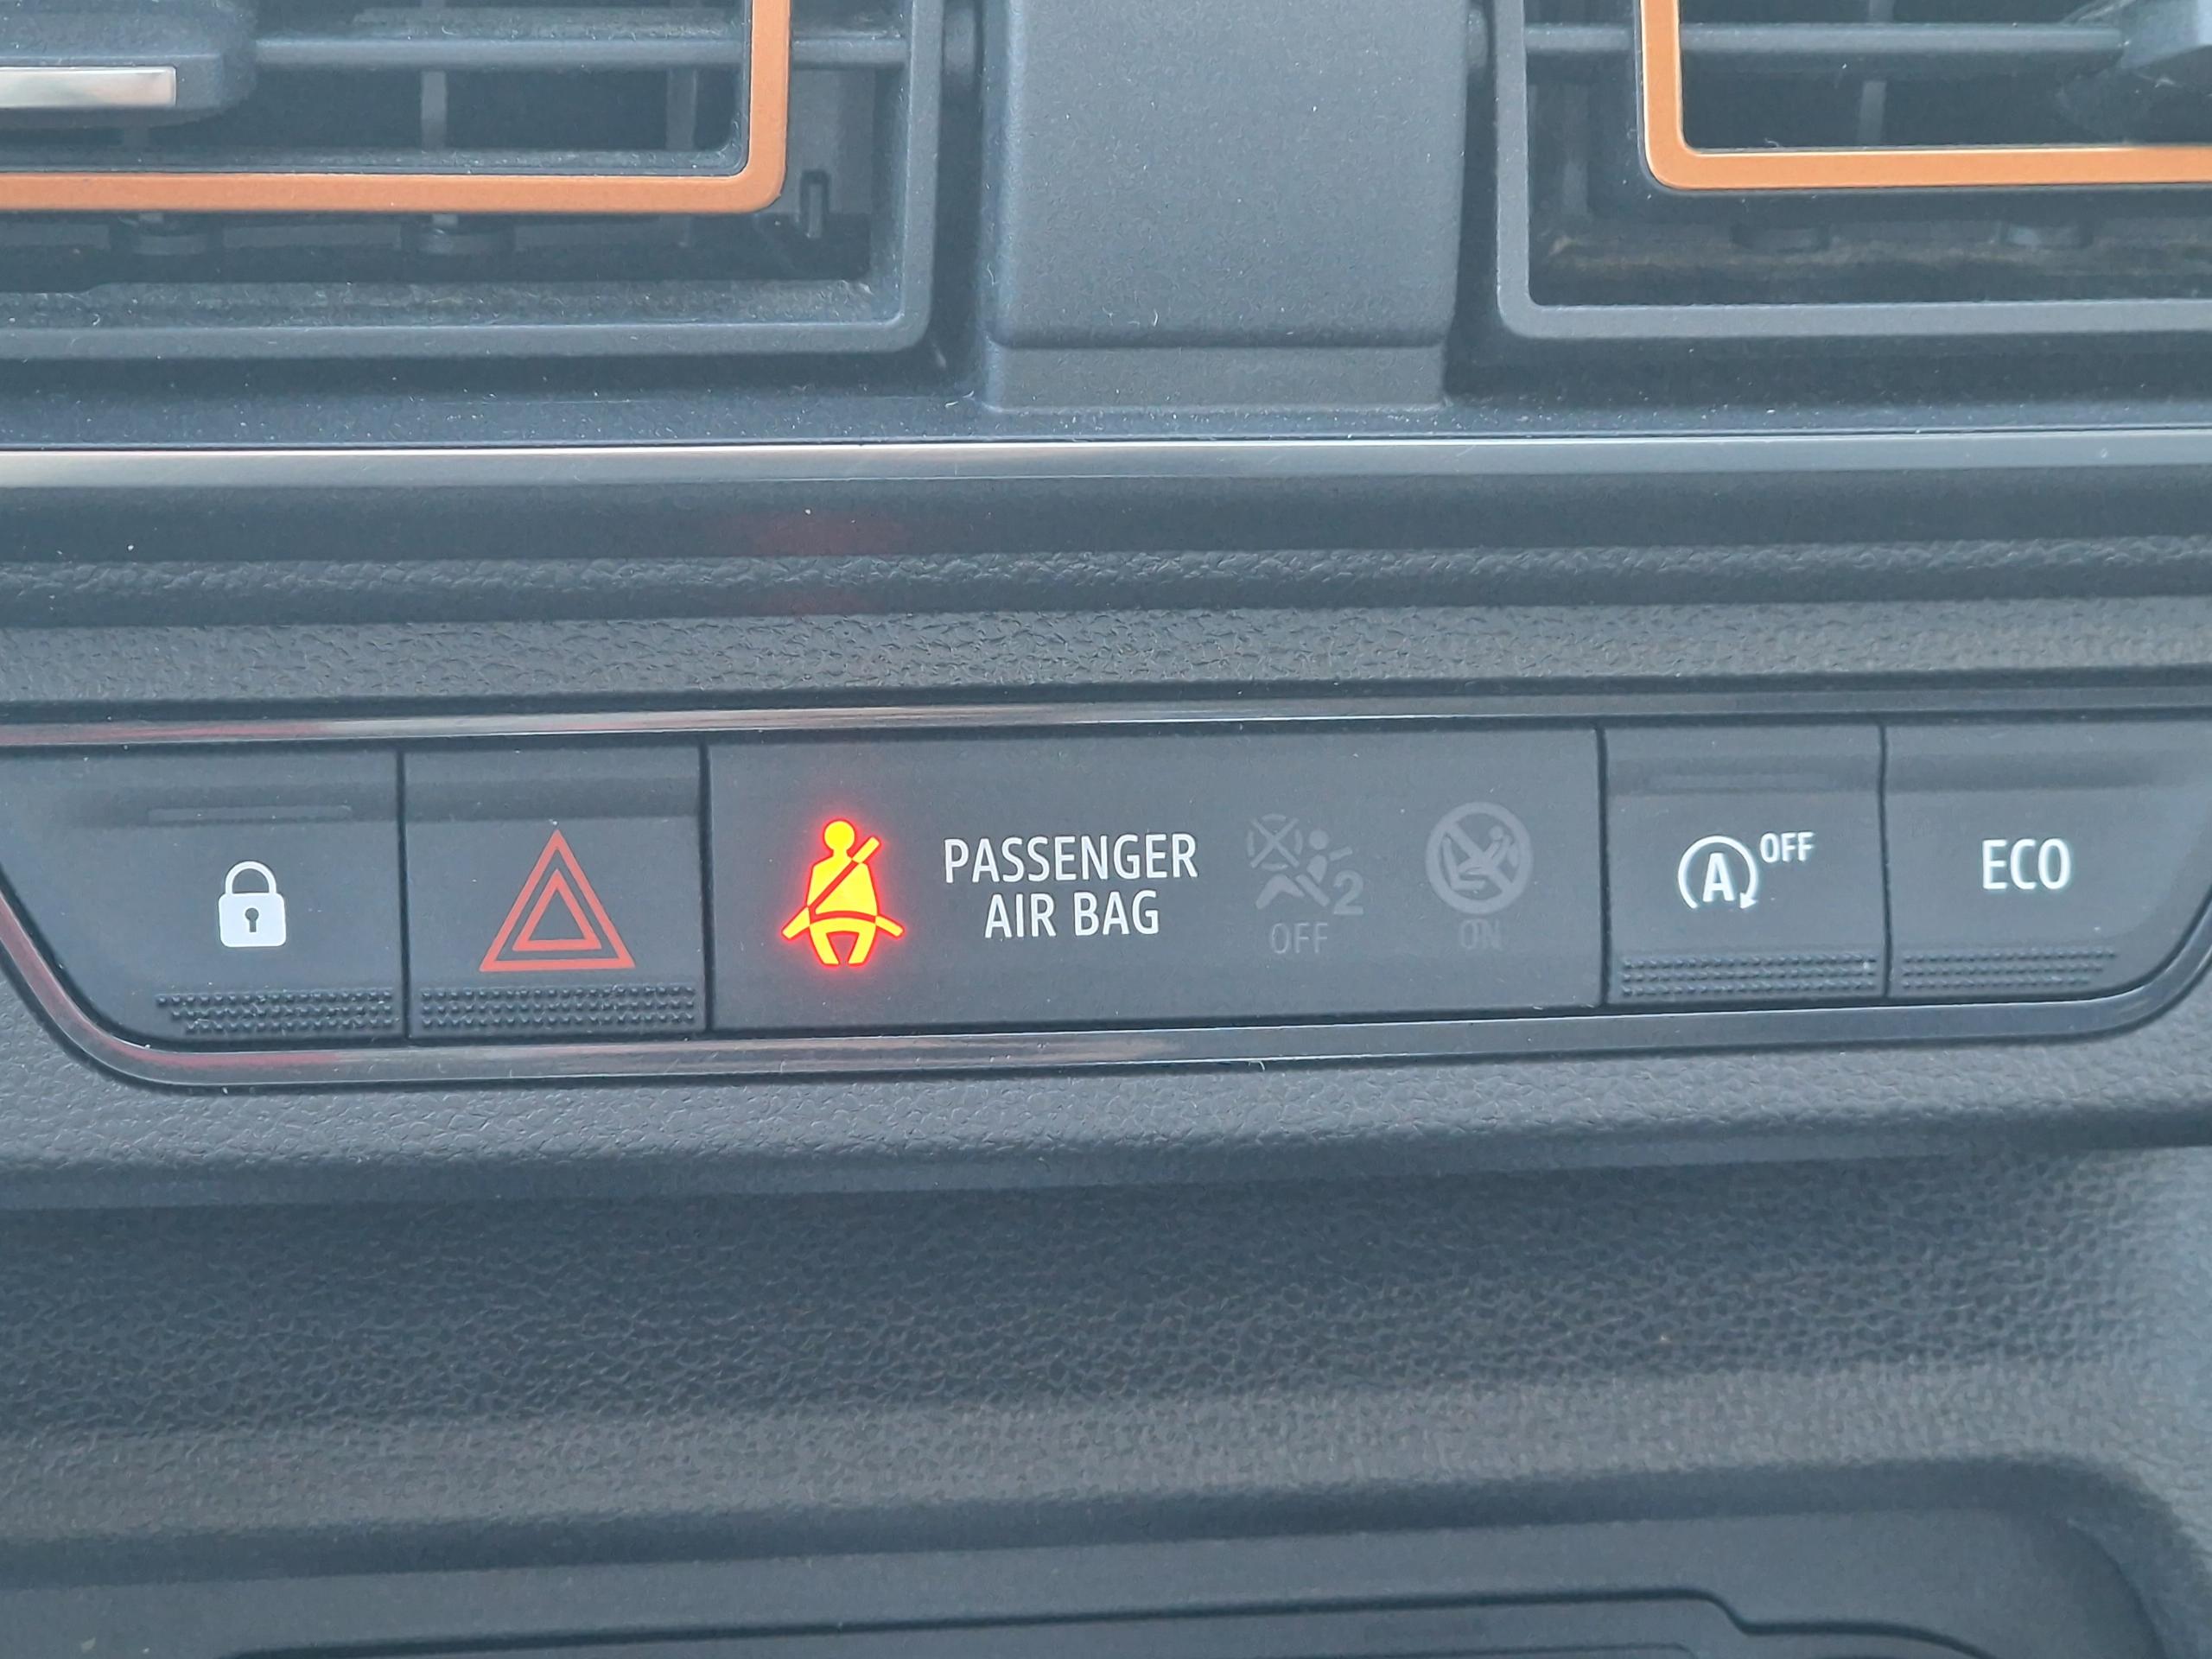 PASSENGER
AIR BAG
2
OFF
ON
A OFF
ECO